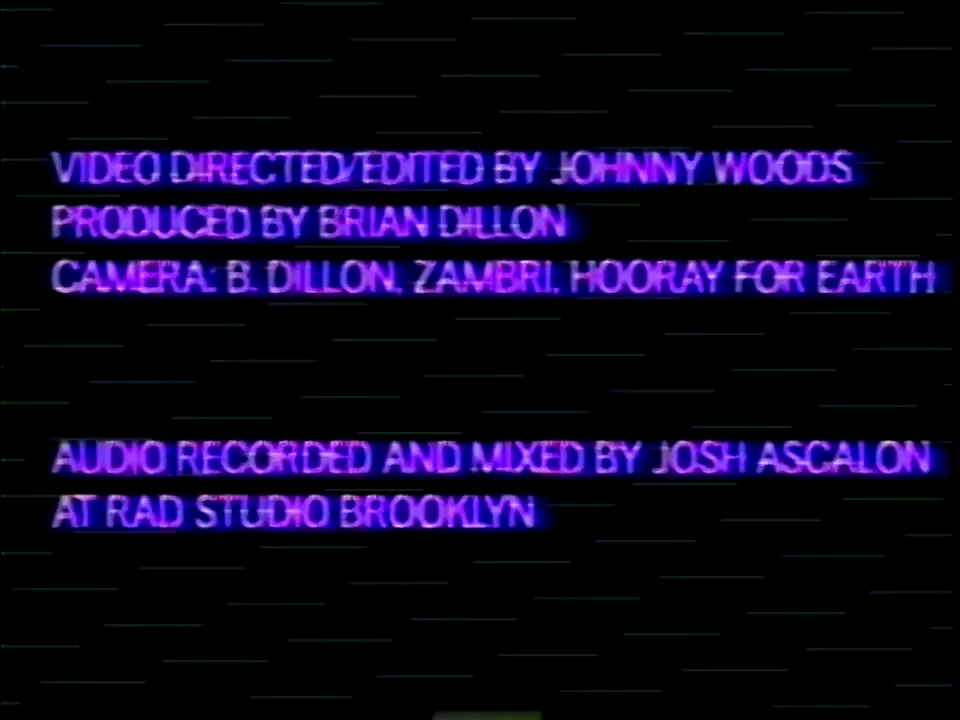 VIDEO DIRECTED/EDITED BY JOHNNY WOODS
PRODUCED BY BRIAN DILLON
CAMERA: B. DILLON, ZAMBRI, HOORAY FOR EARTH
AUDIO RECORDED AND MIXED BY JOSH ASCALON
AT RAD STUDIO BROOKLYN